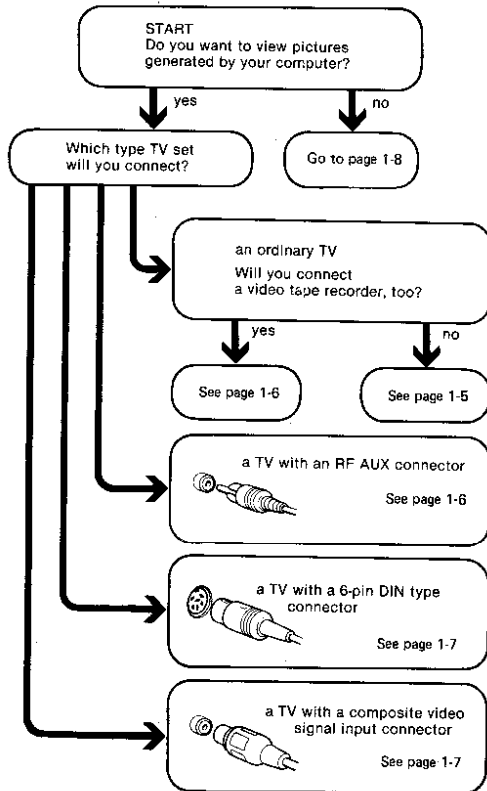 START
Do you want to view pictures
generated by your computer?
yes
no
Which type TV set
will you connect?
Go to page 1-8
an ordinary TV
Will you connect
a video tape recorder, too?
yes
no
See page 1-6
See page 1-5
a TV with an RF AUX connector
See page 1-6
a TV with a 6-pin DIN type
connector
See page 1-7
a TV with a composite video
signal input connector
See page 1-7